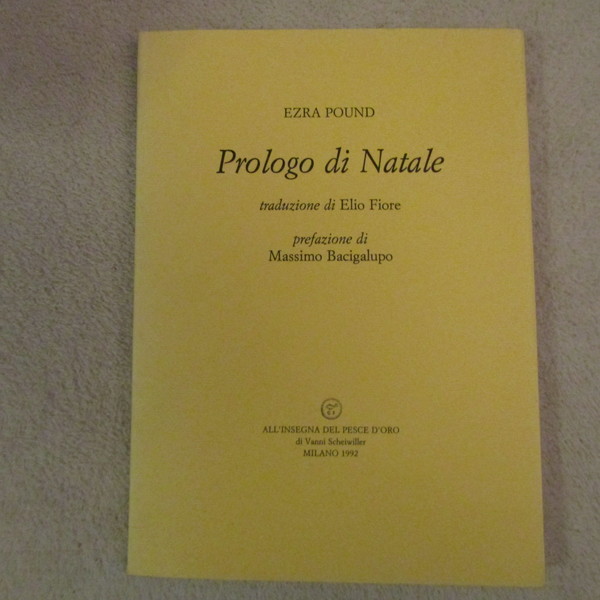 EZRA POUND
Prologo di Natale
traduzione di Elio Fiore
prefazione di
Massimo Bacigalupo
ALL'INSEGNA DEL PESCE D'ORO
di Vanni Scheiwiller
MILANO 1992